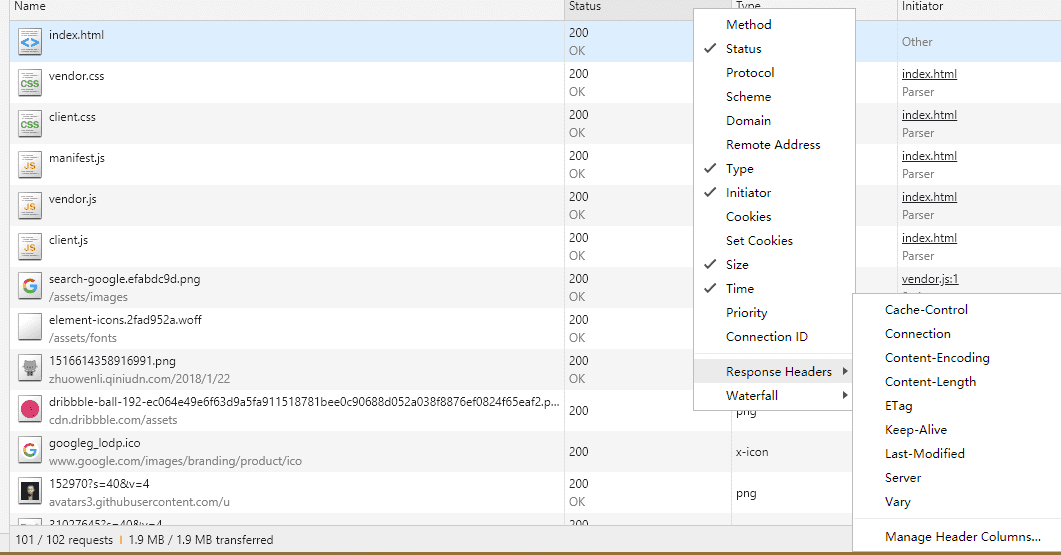 Name Status Type Initiator
index.html 200 OK Other
vendor.css 200 OK index.html Parser
client.css 200 OK index.html Parser
manifest.js 200 OK index.html Parser
vendor.js 200 OK index.html Parser
client.js 200 OK index.html Parser
search-google.efabdc9d.png 200 vendor.js:1
/assets/images OK
element-icons.2fad952a.woff 200
/assets/fonts OK
1516614358916991.png 200
zhuowenli.qiniudn.com/2018/1/22 OK
dribbble-ball-192-ec064e49e6f63d9a5fa911518781bee0c90688d052a038f8876ef0824f65eaf2.p... 200 png
cdn.dribbble.com/assets
googleg_lodp.ico 200 x-icon
www.google.com/images/branding/product/ico
152970?s=40&v=4 200 png
avatars3.githubusercontent.com/u OK
31027645?s=40&v=4 200
101 / 102 requests 1.9 MB / 1.9 MB transferred
Method
Status
Protocol
Scheme
Domain
Remote Address
Type
Initiator
Cookies
Set Cookies
Size
Time
Priority
Connection ID
Response Headers
Waterfall
Cache-Control
Connection
Content-Encoding
Content-Length
ETag
Keep-Alive
Last-Modified
Server
Vary
Manage Header Columns...
CSS
CSS
JS
JS
JS